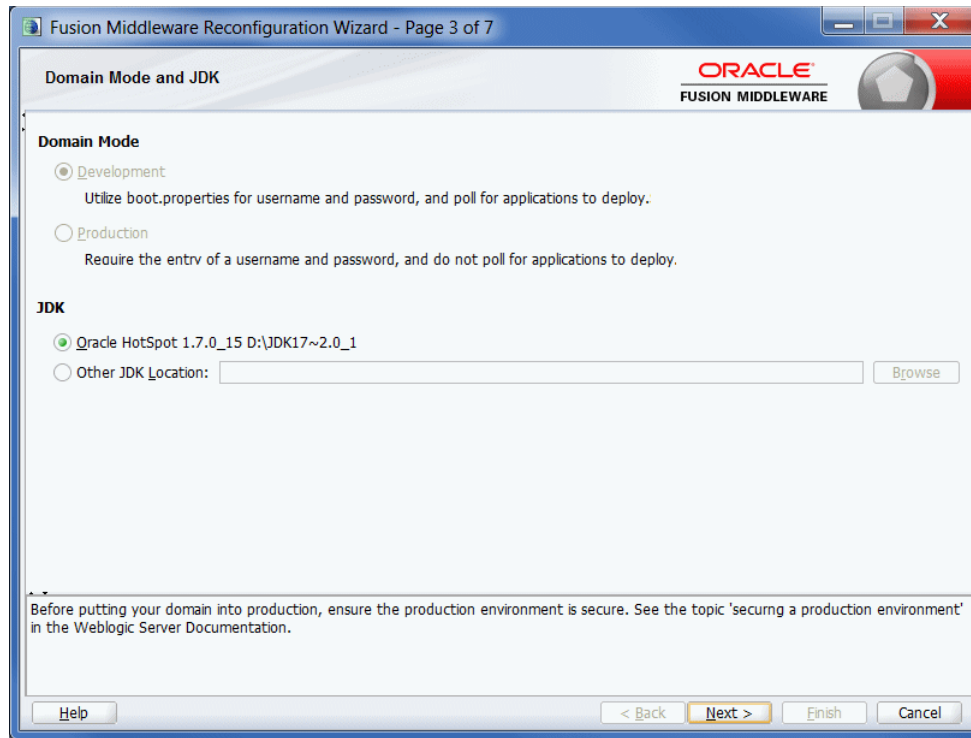 Fusion Middleware Reconfiguration Wizard - Page 3 of 7
Domain Mode and JDK
ORACLE
FUSION MIDDLEWARE
Domain Mode
Development
Utilize boot.properties for username and password, and poll for applications to deploy.
Production
Require the entry of a username and password, and do not poll for applications to deploy.
JDK
Oracle HotSpot 1.7.0_15 D:\JDK17~2.0_1
Other JDK Location:
Browse
Before putting your domain into production, ensure the production environment is secure. See the topic 'securng a production environment'
in the Weblogic Server Documentation.
Help
< Back
Next >
Finish
Cancel